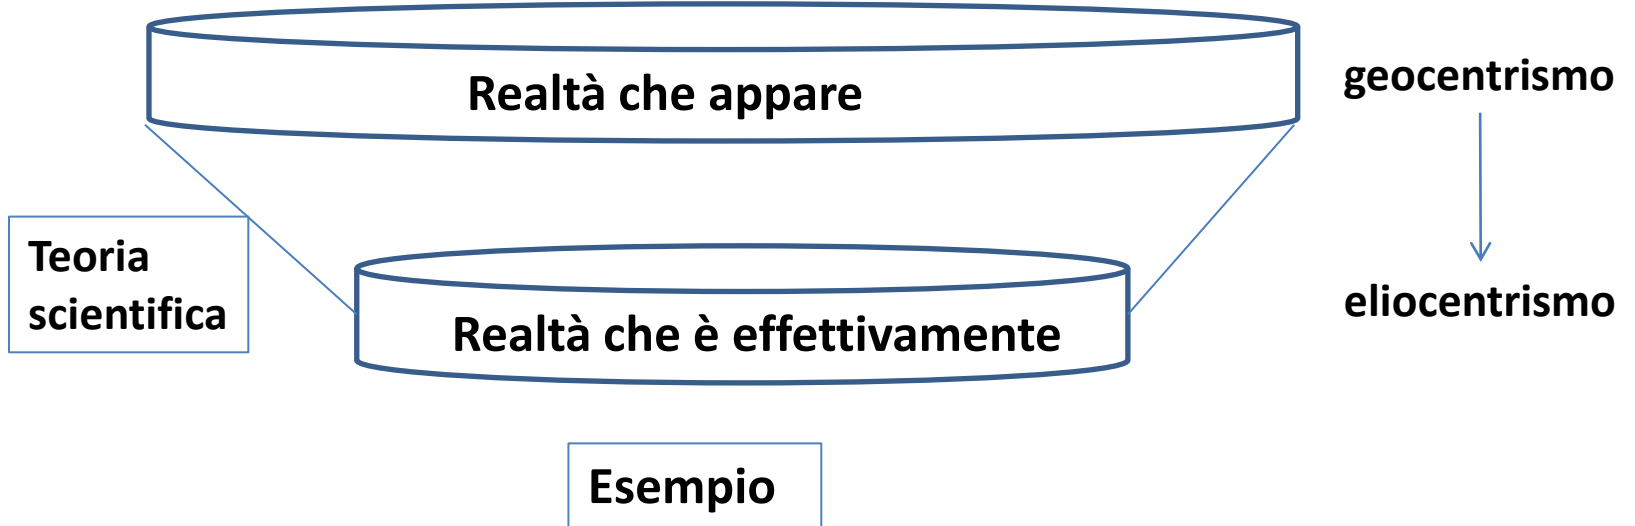 Realtà che appare
geocentrismo
Teoria
scientifica
Realtà che è effettivamente
eliocentrismo
Esempio